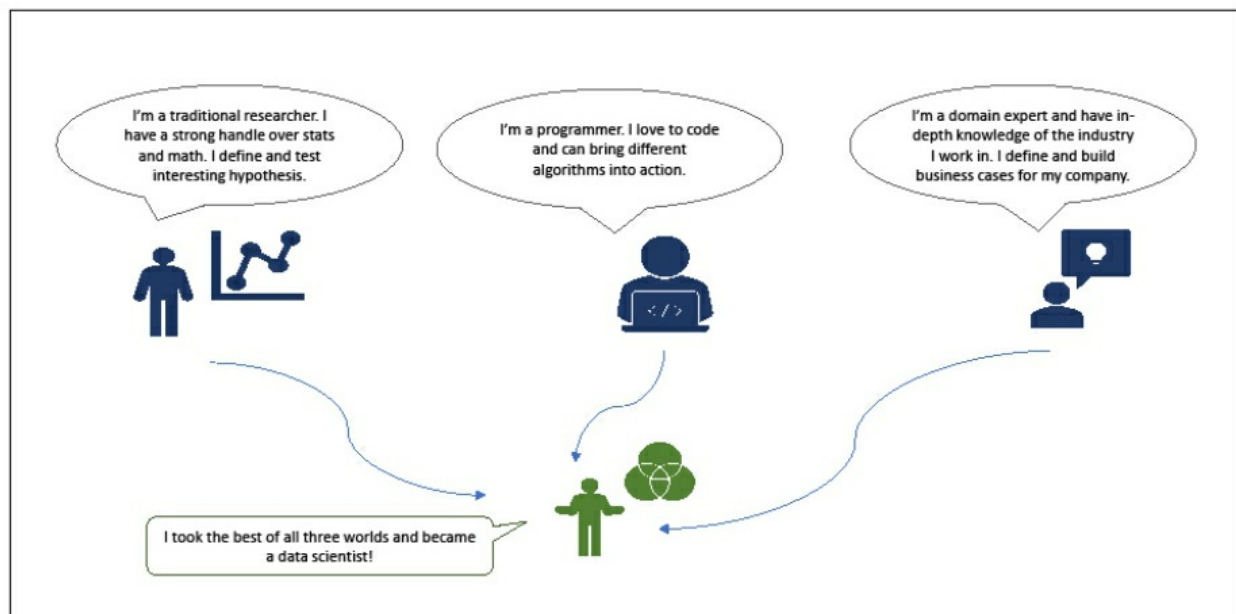 I'm a traditional researcher. I
have a strong handle over stats
and math. I define and test
interesting hypothesis.
I'm a programmer. I love to code
and can bring different
algorithms into action.
I'm a domain expert and have in-
depth knowledge of the industry
I work in. I define and build
business cases for my company.
</>
I took the best of all three worlds and became
a data scientist!